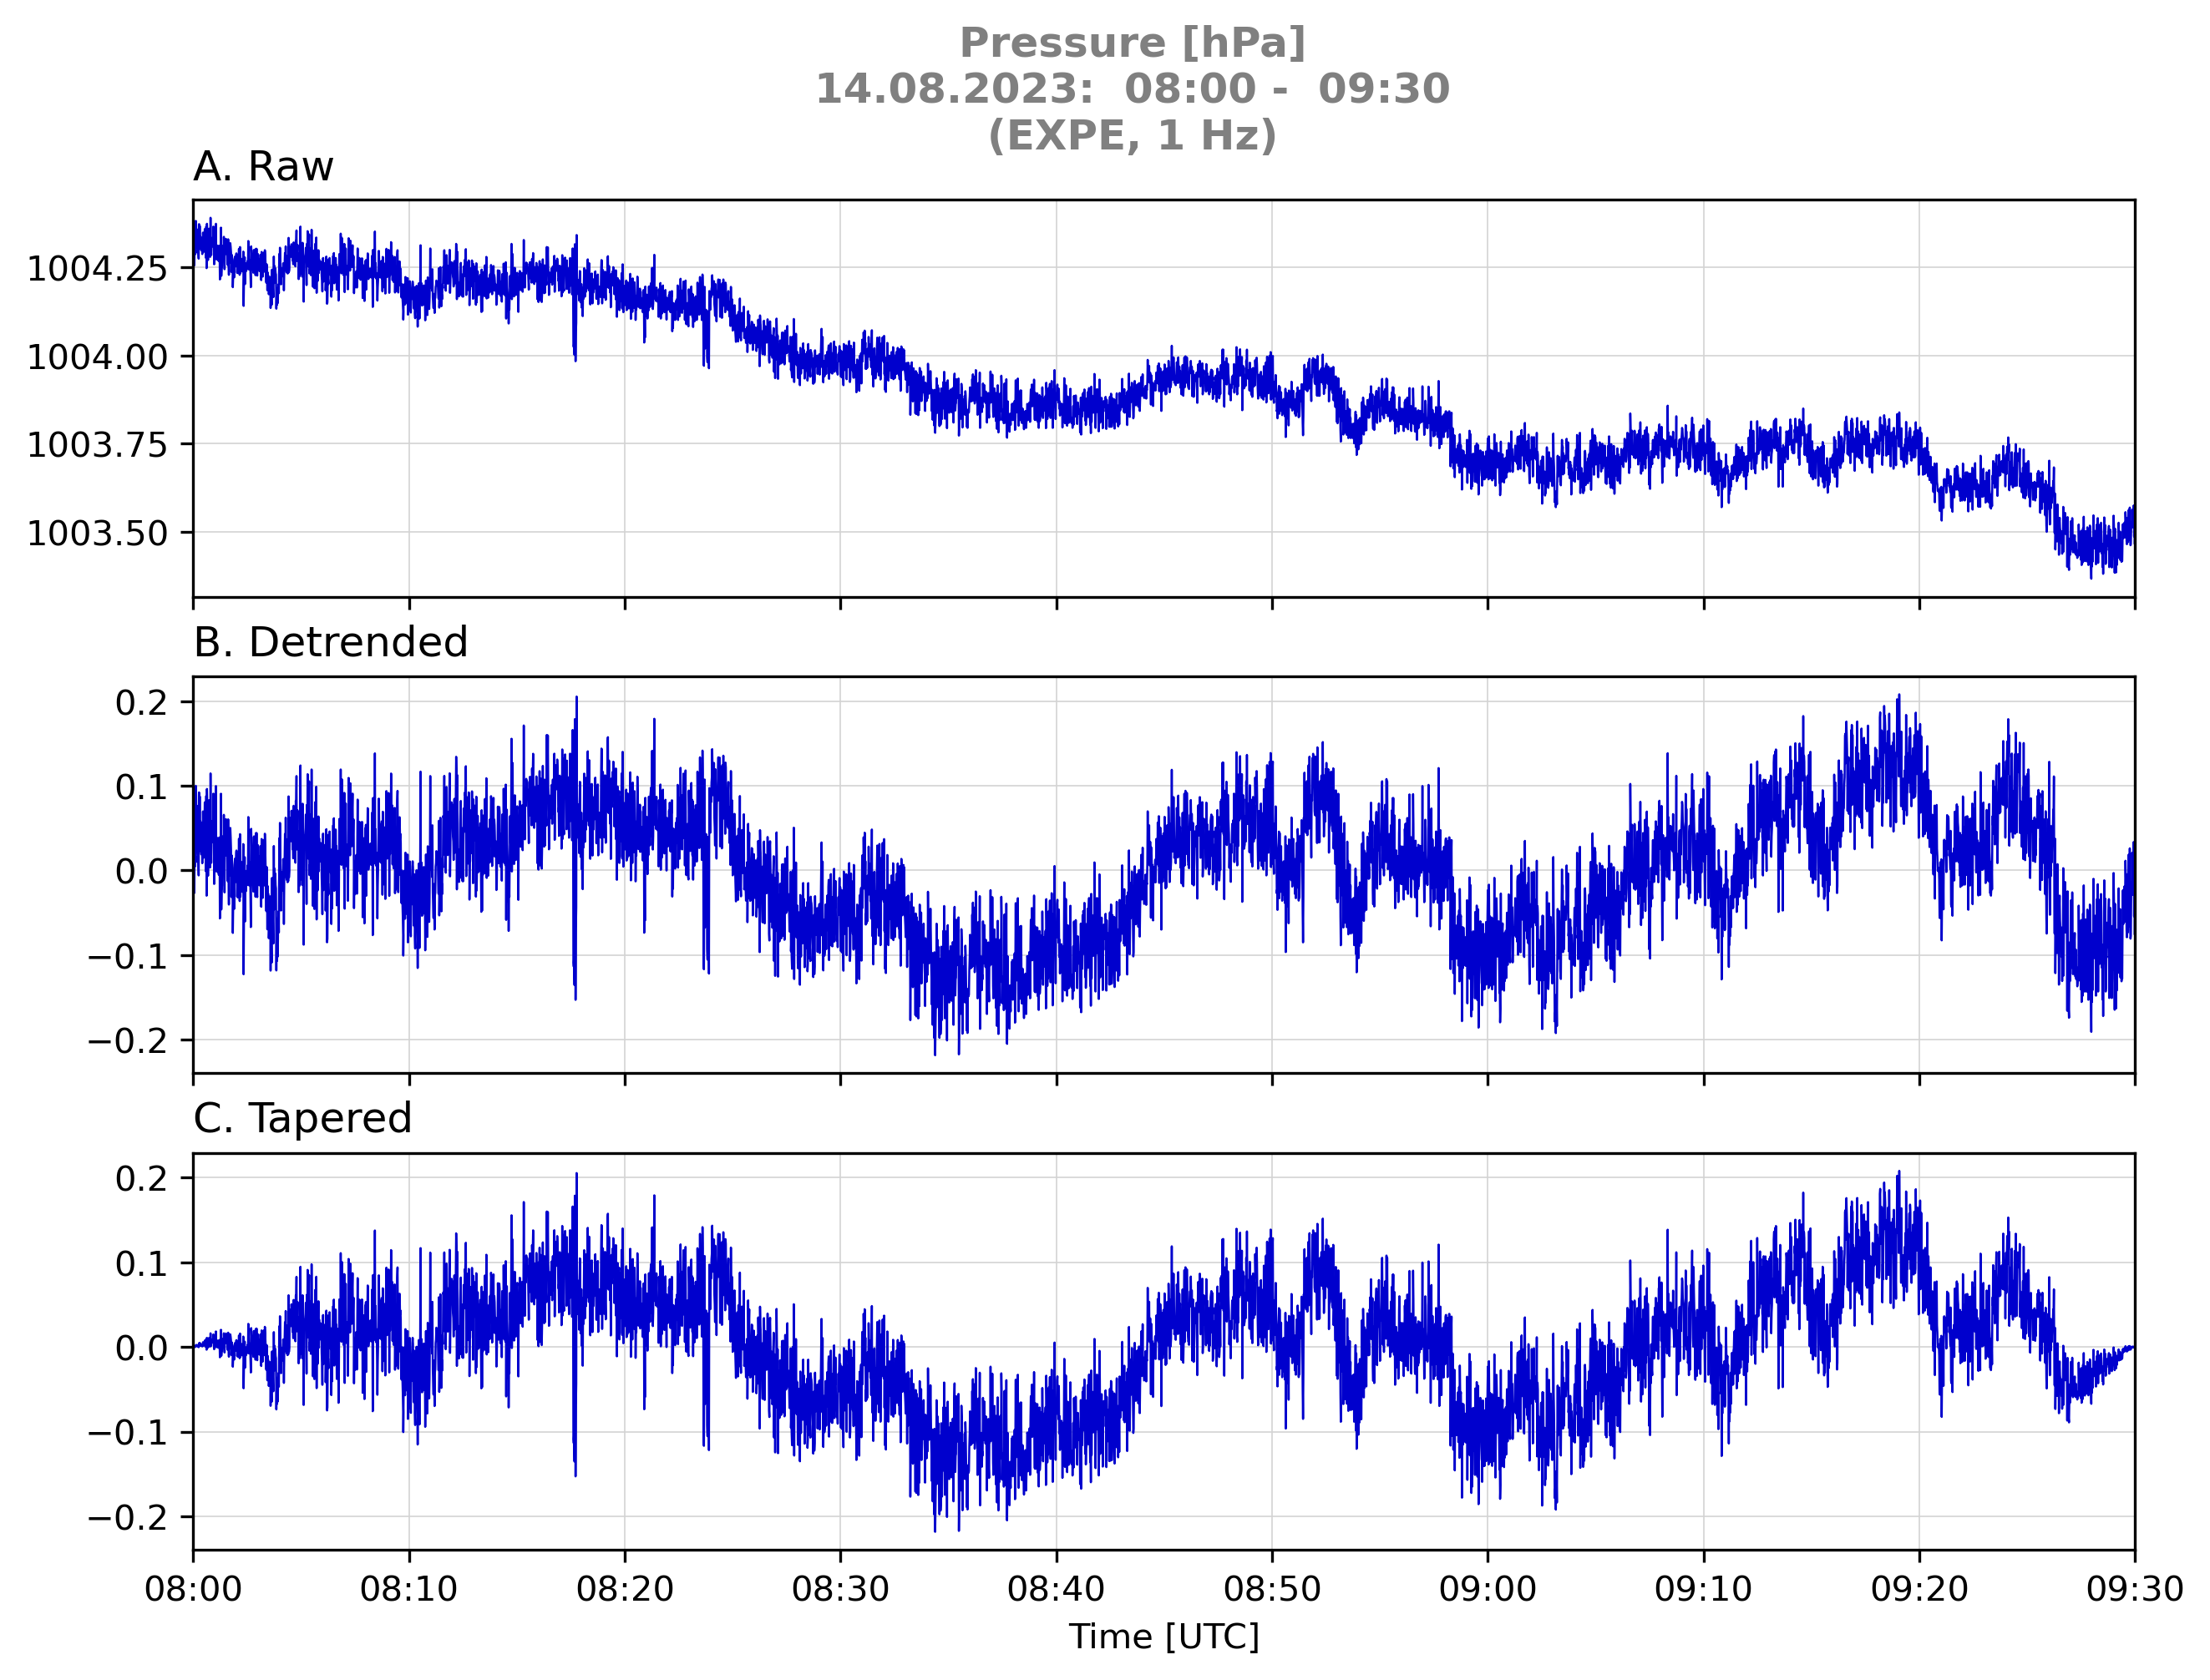 Pressure [hPa]
14.08.2023:  08:00 -  09:30
(EXPE, 1 Hz)
A. Raw
1004.25
1004.00
1003.75
1003.50
B. Detrended
0.2
0.1
0.0
−0.1
−0.2
C. Tapered
0.2
0.1
0.0
−0.1
−0.2
08:00 08:10 08:20 08:30 08:40 08:50 09:00 09:10 09:20 09:30
Time [UTC]